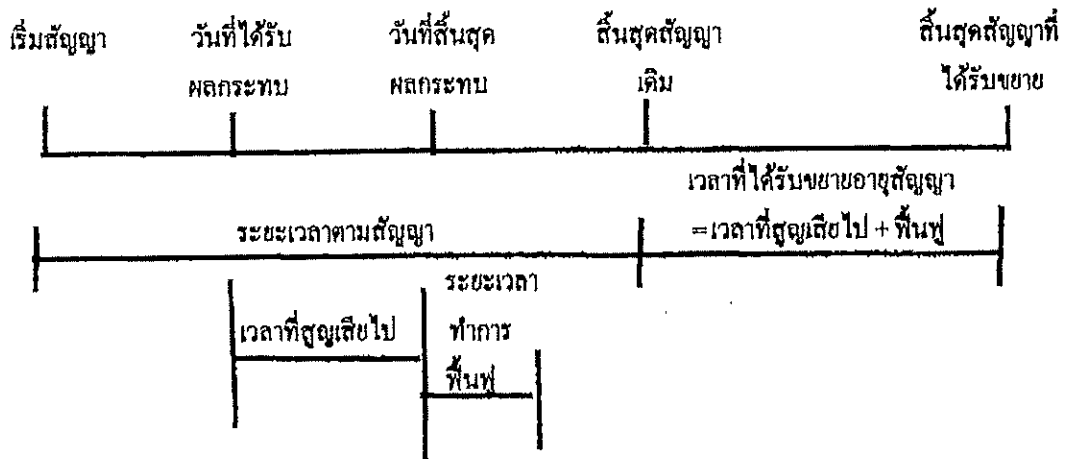 เริ่มสัญญา วันที่ได้รับ วันที่สิ้นสุด สิ้นสุดสัญญา สิ้นสุดสัญญาที่
ผลกระทบ ผลกระทบ เดิม ได้รับขยาย
เวลาที่ได้รับขยายอายุสัญญา
ระยะเวลาตามสัญญา =เวลาที่สูญเสียไป + ฟื้นฟู
ระยะเวลา
เวลาที่สูญเสียไป ทำการ
ฟื้นฟู